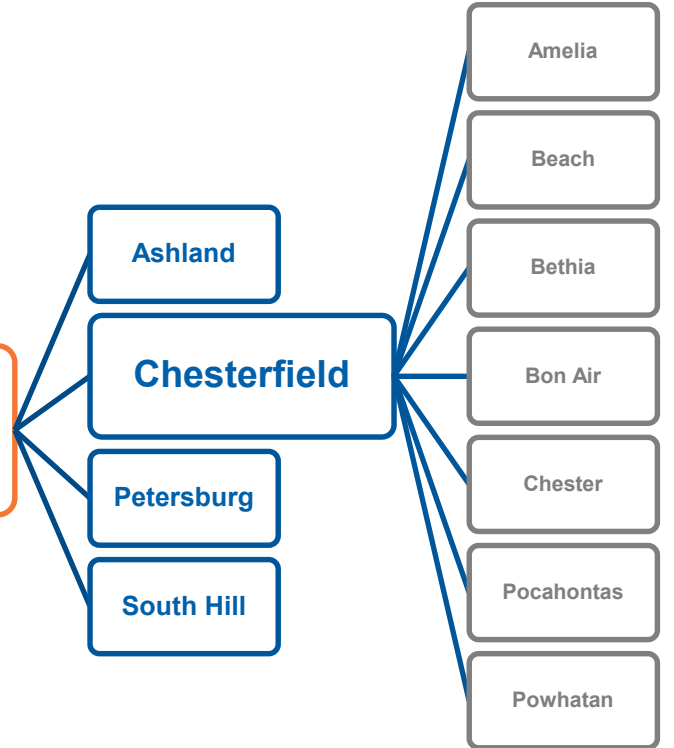 Ashland
Chesterfield
Petersburg
South Hill
Amelia
Beach
Bethia
Bon Air
Chester
Pocahontas
Powhatan